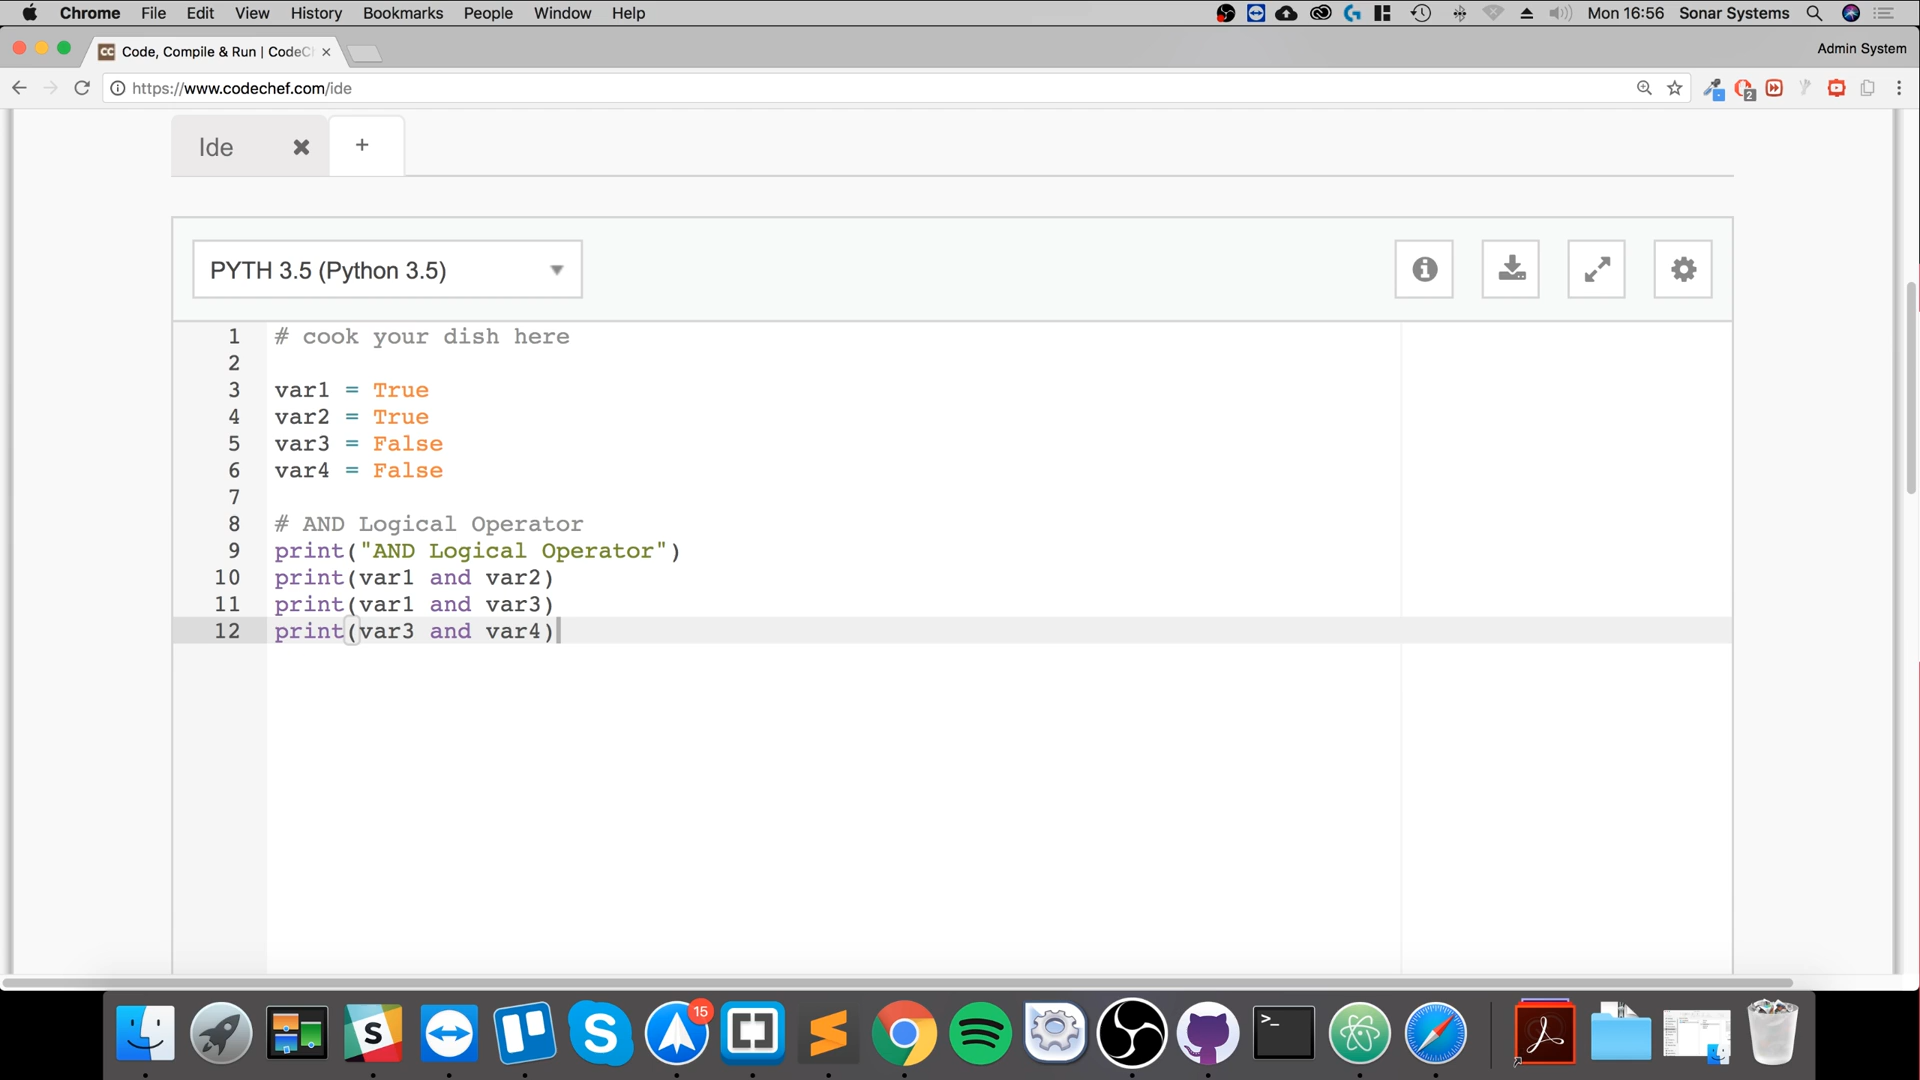 Chrome File Edit View History Bookmarks People Window Help Mon 16:56 Sonar Systems
Code, Compile & Run | CodeC
Admin System
https://www.codechef.com/ide
2
Ide
+
PYTH 3.5 (Python 3.5)
1 # cook your dish here
2
3 var1 = True
4 var2 = True
5 var3 = False
6 var4 = False
7
8 # AND Logical Operator
9 print("AND Logical Operator")
10 print(var1 and var2)
11 print(var1 and var3)
12 print(var3 and var4)
15